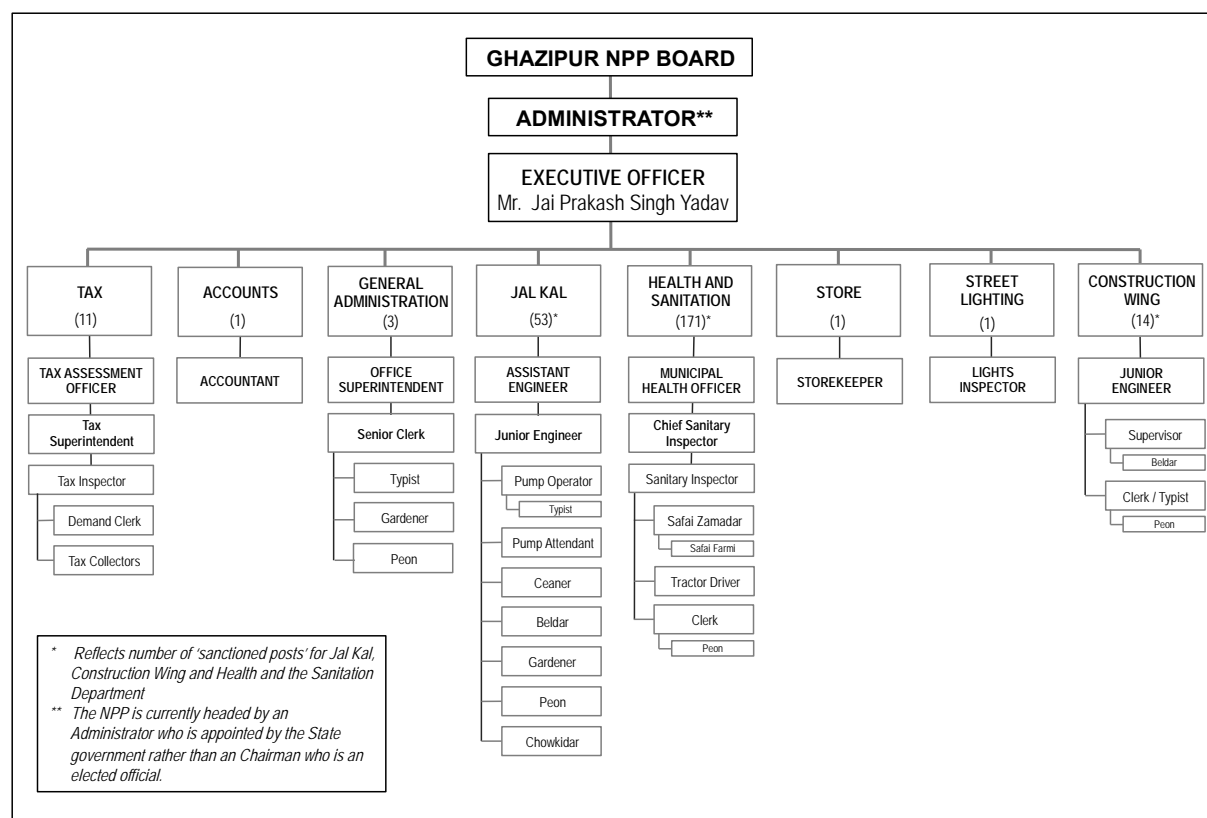 GHAZIPUR NPP BOARD
ADMINISTRATOR**
EXECUTIVE OFFICER
Mr. Jai Prakash Singh Yadav
TAX
(11)
TAX ASSESSMENT
OFFICER
Tax
Superintendent
Tax Inspector
Demand Clerk
Tax Collectors
ACCOUNTS
(1)
ACCOUNTANT
GENERAL
ADMINISTRATION
(3)
OFFICE
SUPERINTENDENT
Senior Clerk
Typist
Gardener
Peon
JAL KAL
(53)*
ASSISTANT
ENGINEER
Junior Engineer
Pump Operator
Typist
Pump Attendant
Ceaner
Beldar
Gardener
Peon
Chowkidar
HEALTH AND
SANITATION
(171)*
MUNICIPAL
HEALTH OFFICER
Chief Sanitary
Inspector
Sanitary Inspector
Safai Zamadar
Safai Farmi
Tractor Driver
Clerk
Peon
STORE
(1)
STOREKEEPER
STREET
LIGHTING
(1)
LIGHTS
INSPECTOR
CONSTRUCTION
WING
(14)*
JUNIOR
ENGINEER
Supervisor
Beldar
Clerk / Typist
Peon
* Reflects number of 'sanctioned posts' for Jal Kal,
Construction Wing and Health and the Sanitation
Department
** The NPP is currently headed by an
Administrator who is appointed by the State
government rather than an Chairman who is an
elected official.